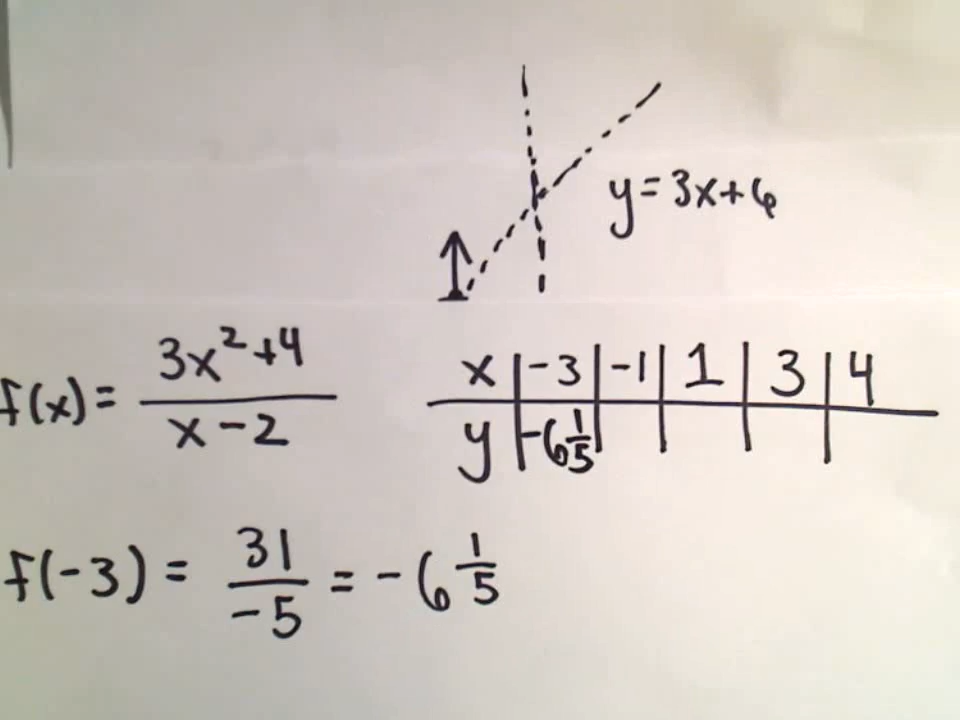 y = 3x+6
f(x) = (3x²+4)/(x-2)
x | -3 | -1 | 1 | 3 | 4
y | -6 1/5 | | | |
f(-3) = 31/-5 = -6 1/5